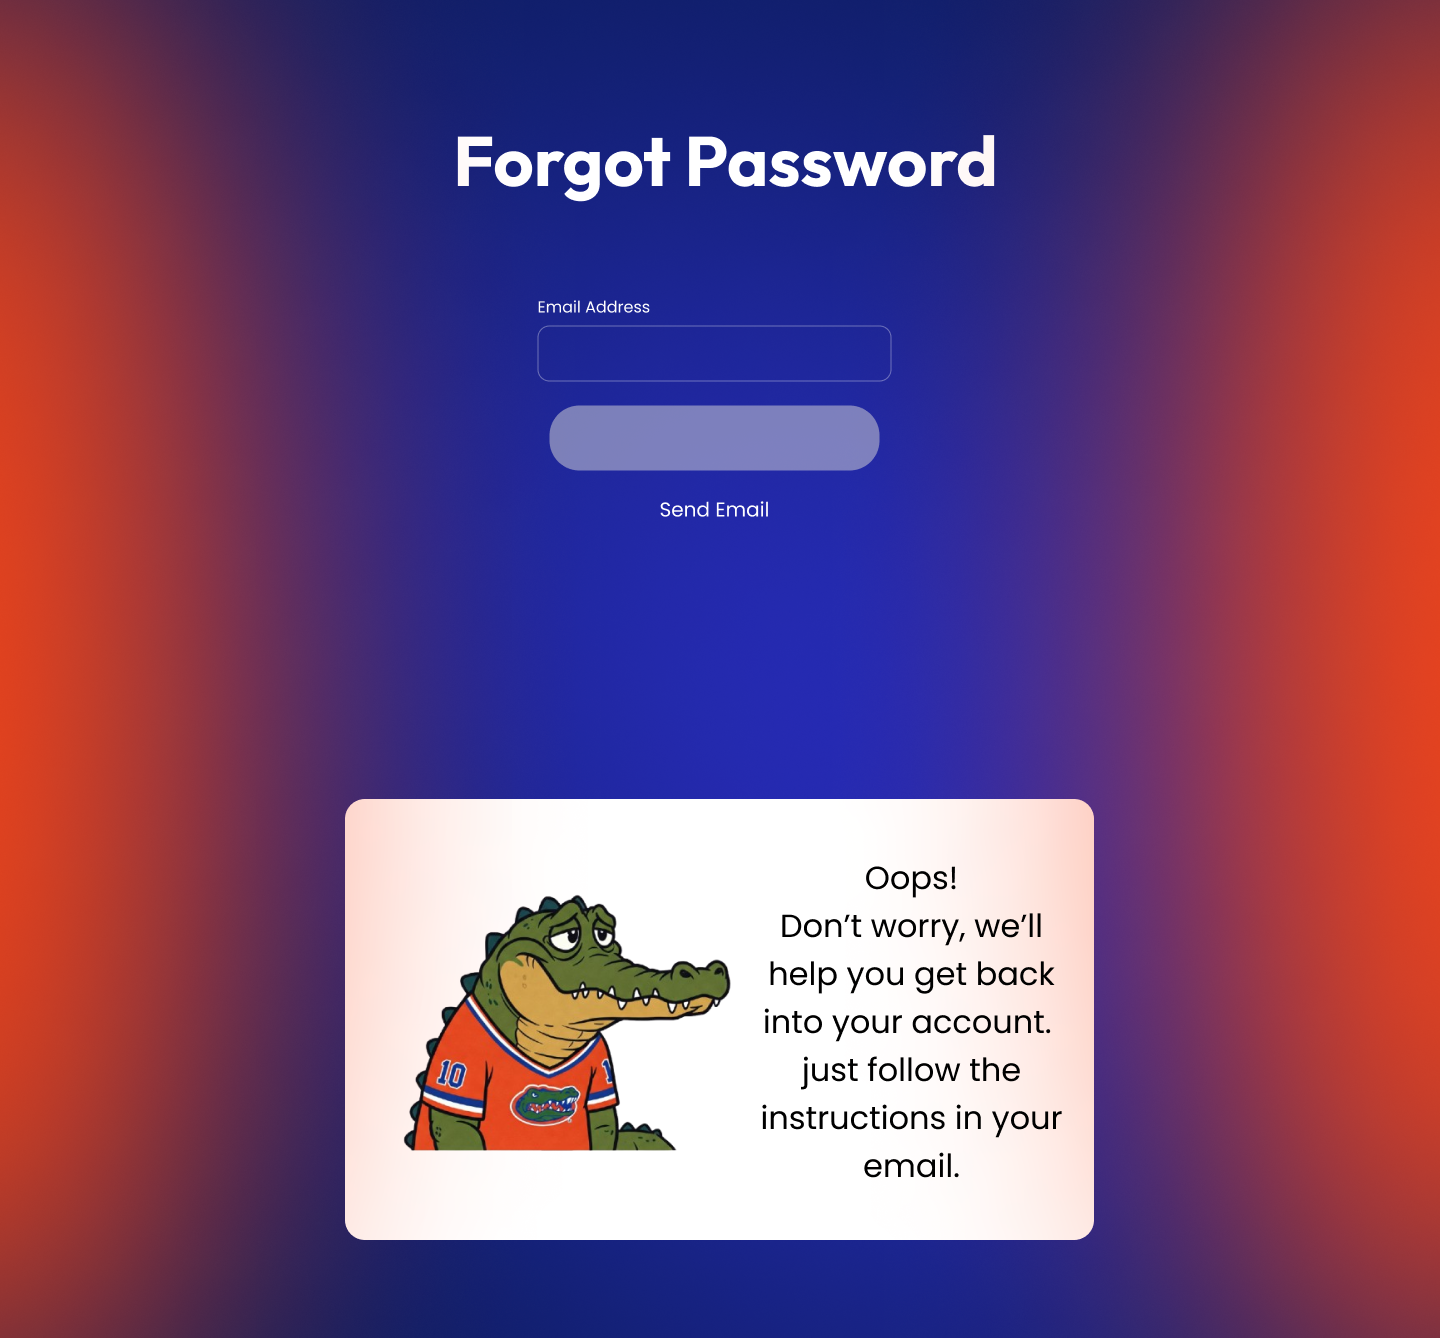 Forgot Password
Email Address
Send Email
Oops!
Don’t worry, we’ll
help you get back
into your account.
just follow the
instructions in your
email.
10
1